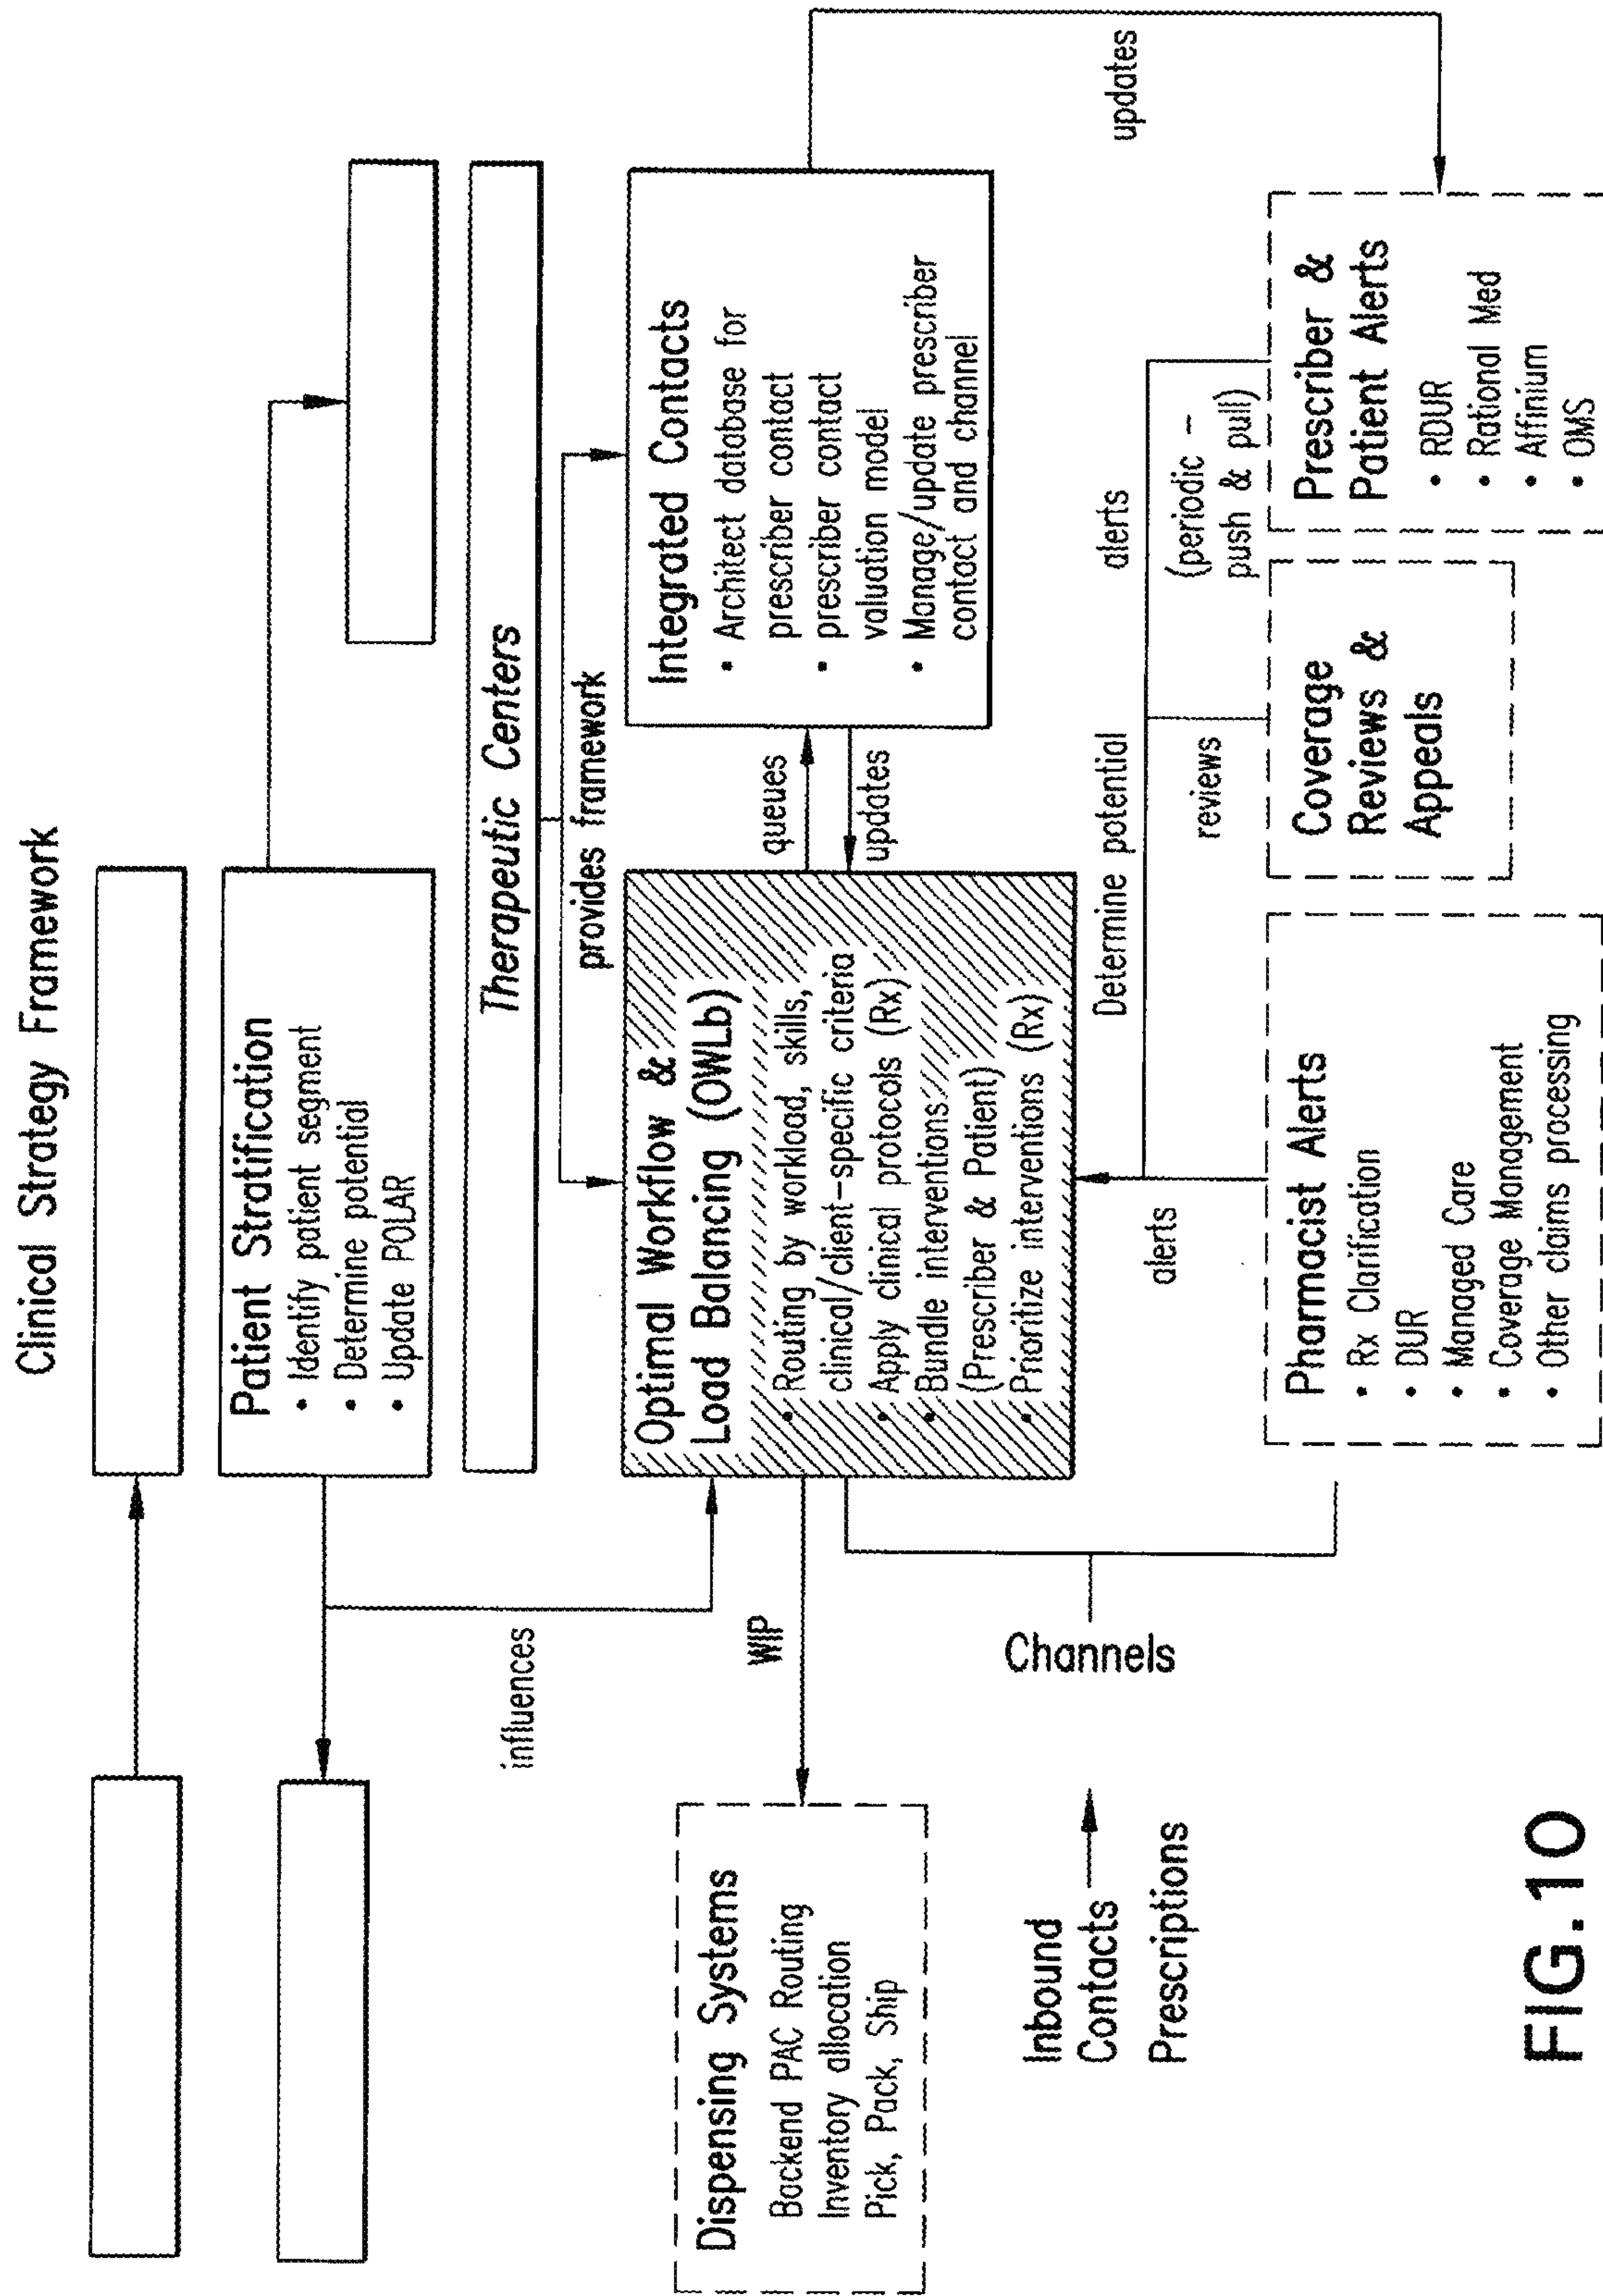 Clinical Strategy Framework
Patient Stratification
• Identify patient segment
• Determine potential
• Update POLAR
influences
Therapeutic Centers
provides framework
Optimal Workflow &
Load Balancing (OWLb)
• Routing by workload, skills,
clinical/client-specific criteria
• Apply clinical protocols (Rx)
• Bundle interventions
(Prescriber & Patient)
• Prioritize interventions (Rx)
queues
updates
Integrated Contacts
• Architect database for
prescriber contact
• prescriber contact
valuation model
• Manage/update prescriber
contact and channel
updates
WIP
Dispensing Systems
Backend PAC Routing
Inventory allocation
Pick, Pack, Ship
Inbound
Contacts
Prescriptions
Channels
alerts
Determine potential
alerts
reviews
(periodic -
push & pull)
Pharmacist Alerts
• Rx Clarification
• DUR
• Managed Care
• Coverage Management
• Other claims processing
Coverage
Reviews &
Appeals
Prescriber &
Patient Alerts
• RDUR
• Rational Med
• Affinium
• OMS
FIG.10